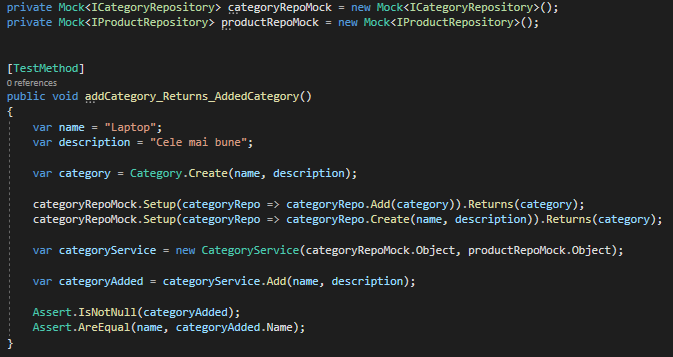 private Mock<ICategoryRepository> categoryRepoMock = new Mock<ICategoryRepository>();
private Mock<IProductRepository> productRepoMock = new Mock<IProductRepository>();
[TestMethod]
0 references
public void addCategory_Returns_AddedCategory()
{
var name = "Laptop";
var description = "Cele mai bune";
var category = Category.Create(name, description);
categoryRepoMock.Setup(categoryRepo => categoryRepo.Add(category)).Returns(category);
categoryRepoMock.Setup(categoryRepo => categoryRepo.Create(name, description)).Returns(category);
var categoryService = new CategoryService(categoryRepoMock.Object, productRepoMock.Object);
var categoryAdded = categoryService.Add(name, description);
Assert.IsNotNull(categoryAdded);
Assert.AreEqual(name, categoryAdded.Name);
}